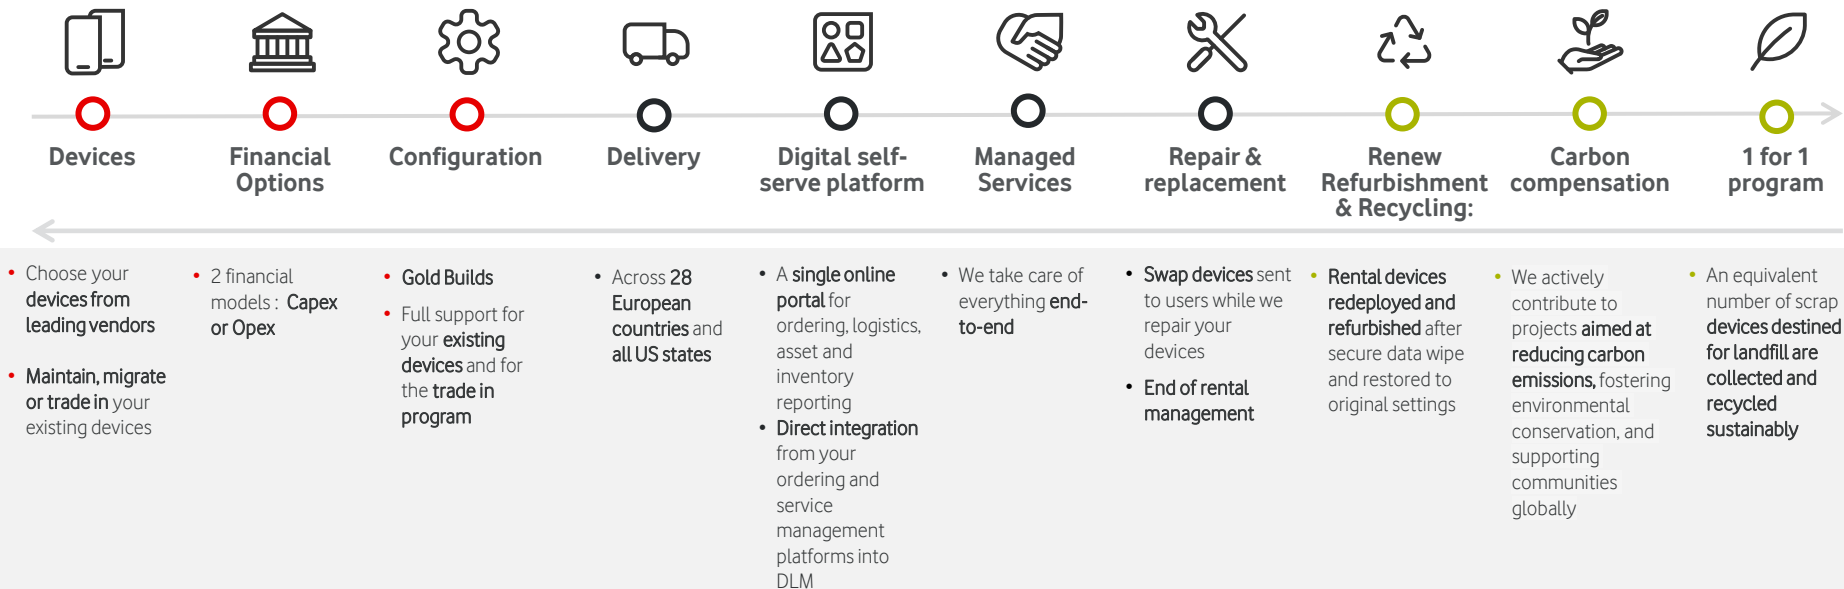 Devices
Financial
Options
Configuration
Delivery
Digital self-
serve platform
Managed
Services
Repair &
replacement
Renew
Refurbishment
& Recycling:
Carbon
compensation
1 for 1
program
• Choose your
devices from
leading vendors
• Maintain, migrate
or trade in your
existing devices
• 2 financial
models : Capex
or Opex
• Gold Builds
• Full support for
your existing
devices and for
the trade in
program
• Across 28
European
countries and
all US states
• A single online
portal for
ordering, logistics,
asset and
inventory
reporting
• Direct integration
from your
ordering and
service
management
platforms into
DLM
• We take care of
everything end-
to-end
• Swap devices sent
to users while we
repair your
devices
• End of rental
management
• Rental devices
redeployed and
refurbished after
secure data wipe
and restored to
original settings
• We actively
contribute to
projects aimed at
reducing carbon
emissions, fostering
environmental
conservation, and
supporting
communities
globally
• An equivalent
number of scrap
devices destined
for landfill are
collected and
recycled
sustainably